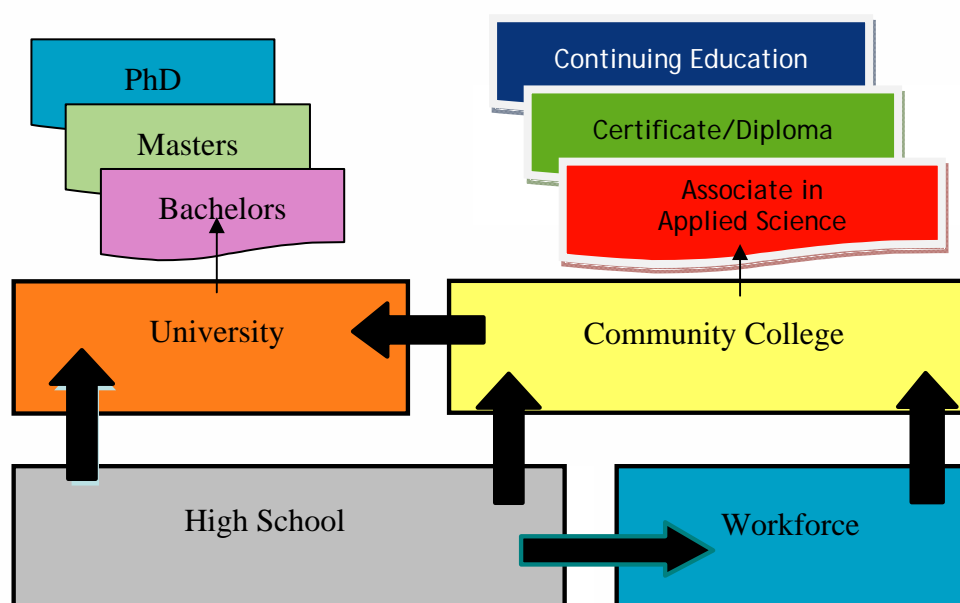 PhD
Masters
Bachelors
Continuing Education
Certificate/Diploma
Associate in
Applied Science
University
Community College
High School
Workforce